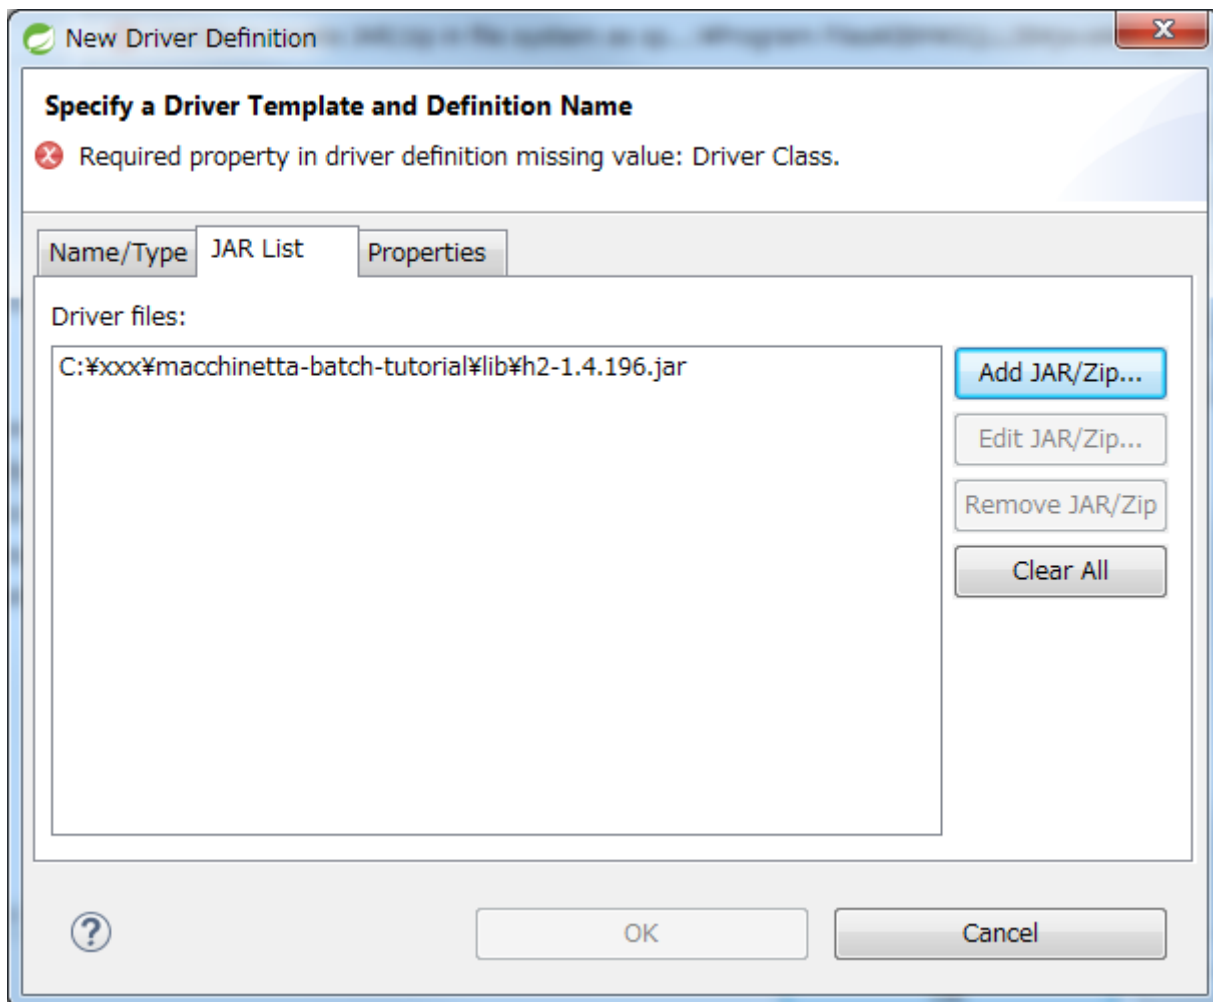 New Driver Definition
Specify a Driver Template and Definition Name
Required property in driver definition missing value: Driver Class.
Name/Type JAR List Properties
Driver files:
C:¥xxx¥macchinetta-batch-tutorial¥lib¥h2-1.4.196.jar
Add JAR/Zip...
Edit JAR/Zip...
Remove JAR/Zip
Clear All
?
OK Cancel